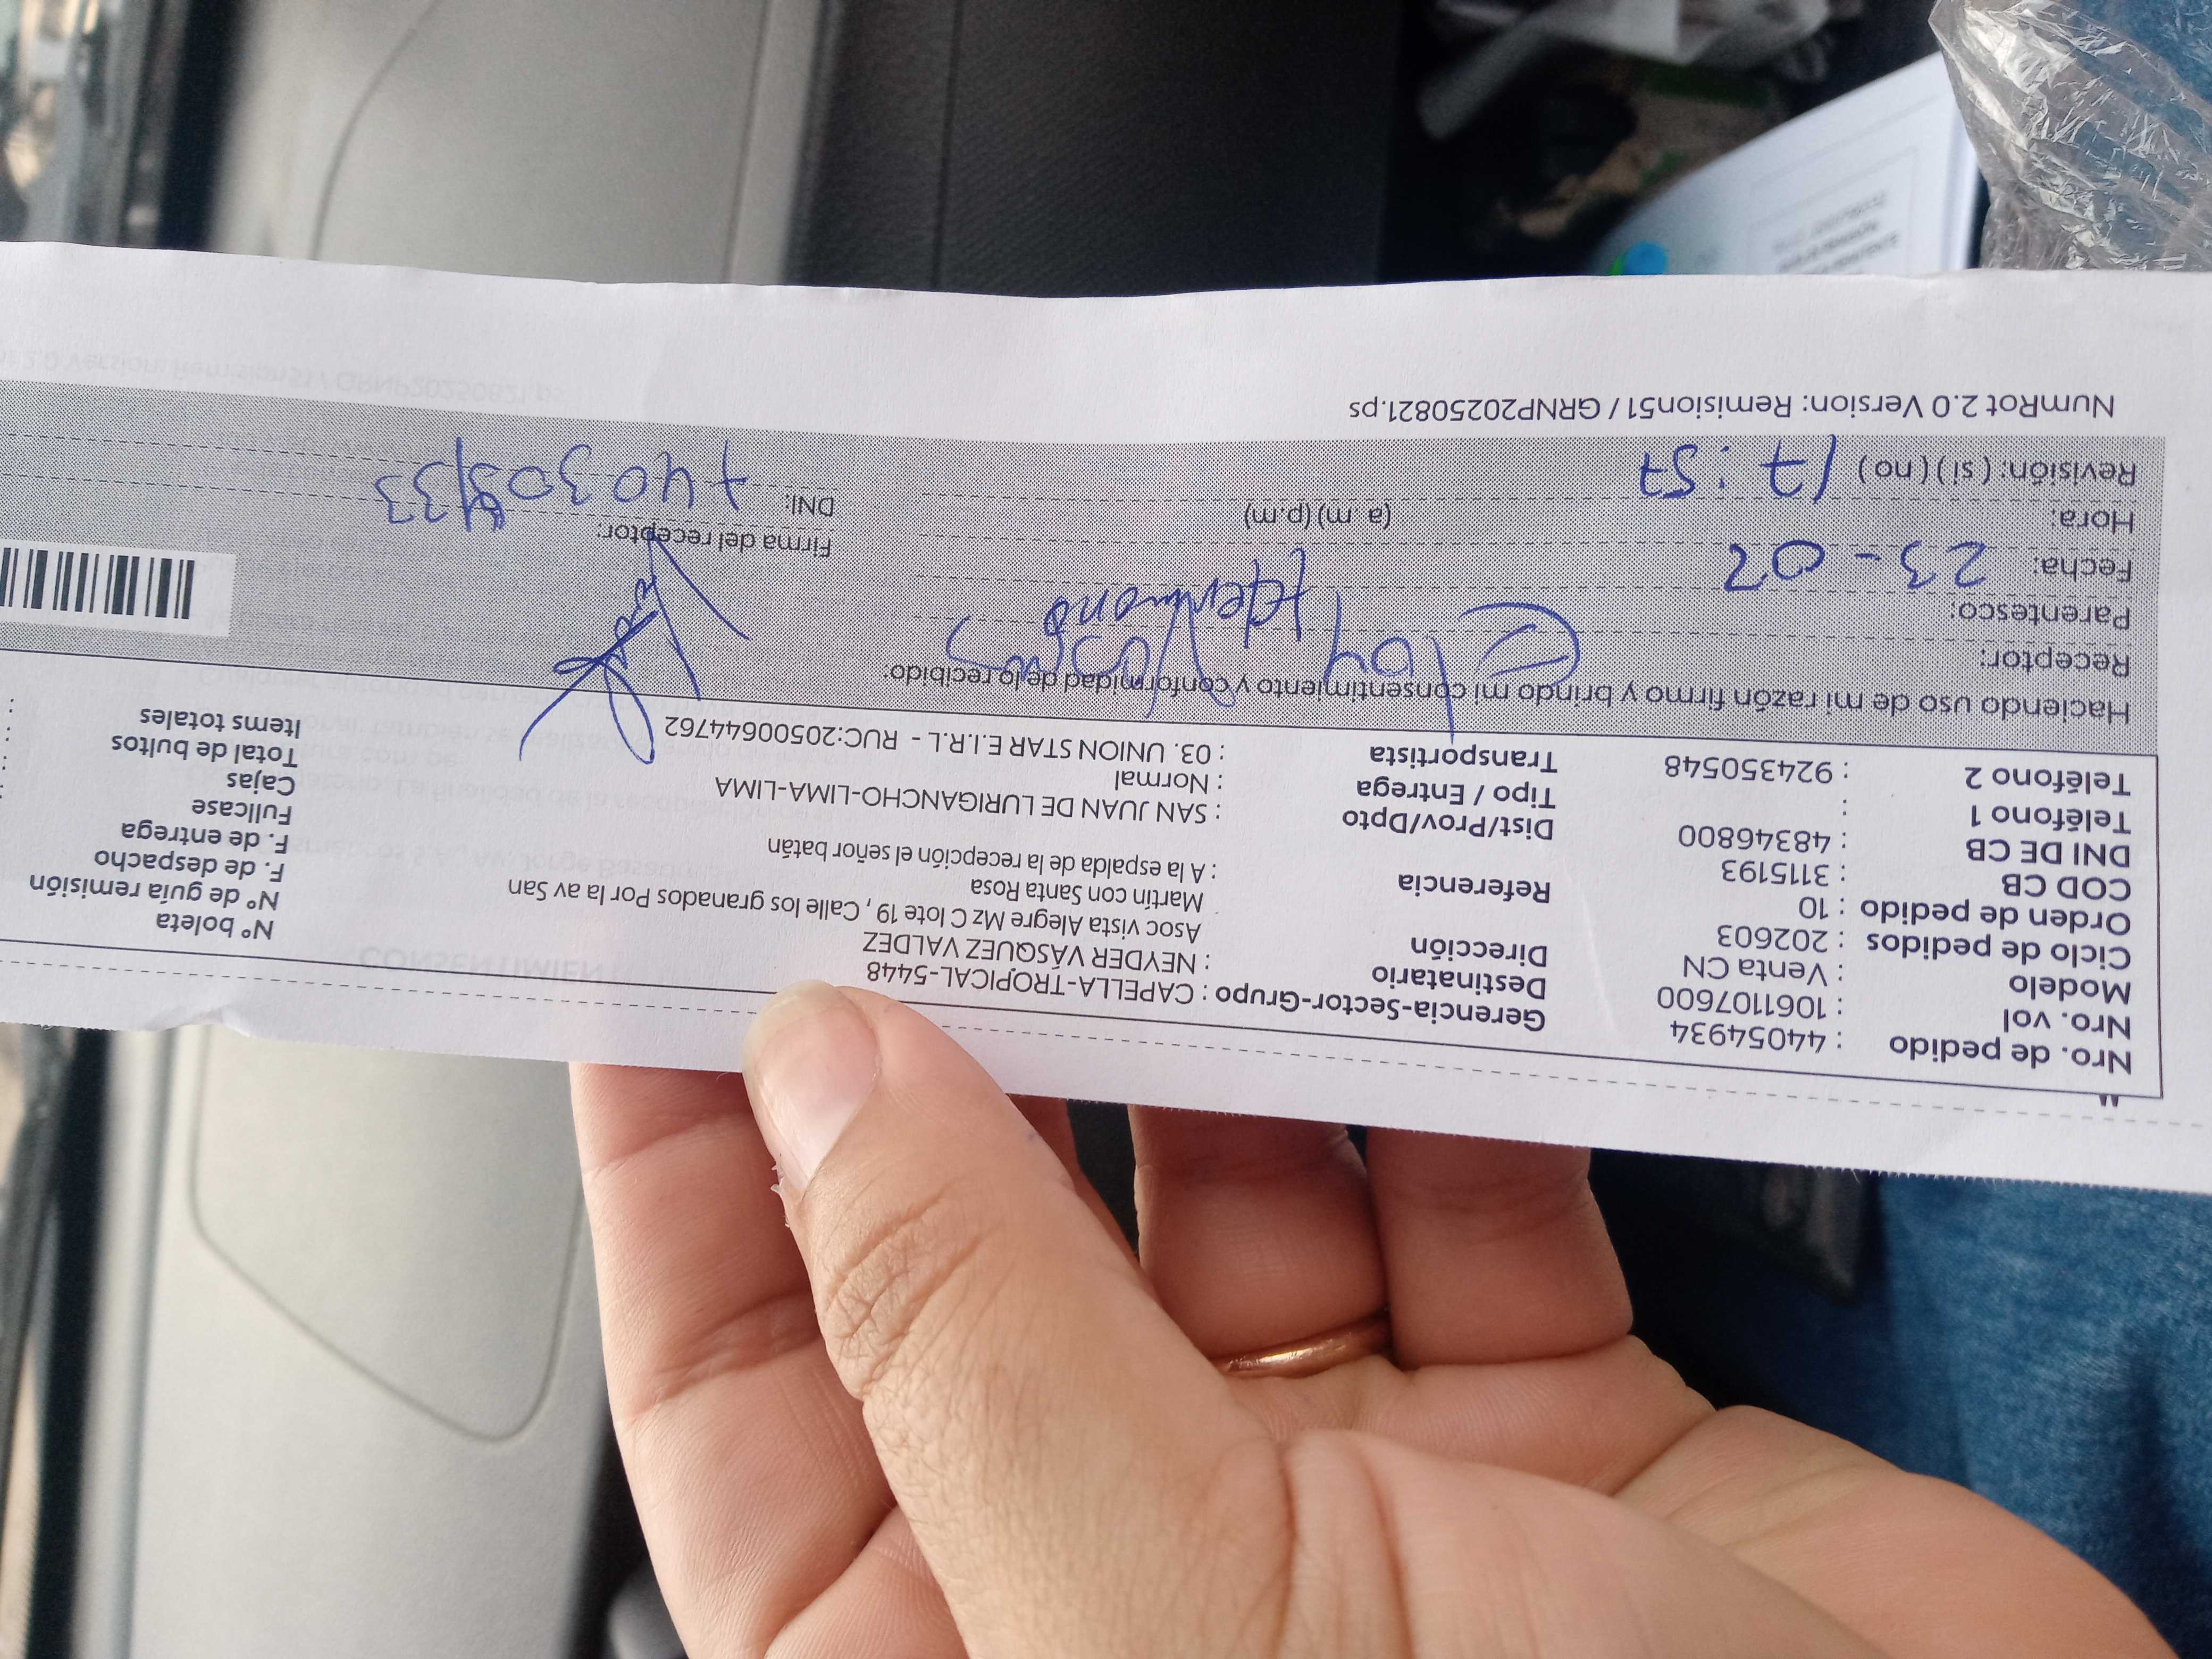 Nro. de pedido : 44054934
Nro. vol : 1061107600
Modelo : Venta CN
Ciclo de pedidos : 202603
Orden de pedido : 10
COD CB : 3115193
DNI DE CB : 48346800
Teléfono 1 :
Teléfono 2 : 924350548
Gerencia-Sector-Grupo : CAPELLA-TROPICAL-5448
Destinatario : NEYDER VÁSQUEZ VALDEZ
Dirección Asoc vista Alegre Mz C lote 19 , Calle los granados Por la av San
Martín con Santa Rosa
Referencia : A la espalda de la recepción el señor batán
Dist/Prov/Dpto : SAN JUAN DE LURIGANCHO-LIMA-LIMA
Tipo / Entrega : Normal
Transportista : 03. UNION STAR E.I.R.L - RUC:20500644762
N° boleta
N° de guía remisión
F. de despacho
F. de entrega
Fullcase
Cajas
Total de bultos
Items totales
Haciendo uso de mi razón firmo y brindo mi consentimiento y conformidad de lo recibido:
Receptor: Eloy
Parentesco: Hermano
Fecha: 23-02
Hora: (a. m) (p.m)
Revisión: ( si ) ( no ) 17:57
Firma del receptor:
DNI:
NumRot 2.0 Version: Remision51 / GRNP20250821.ps